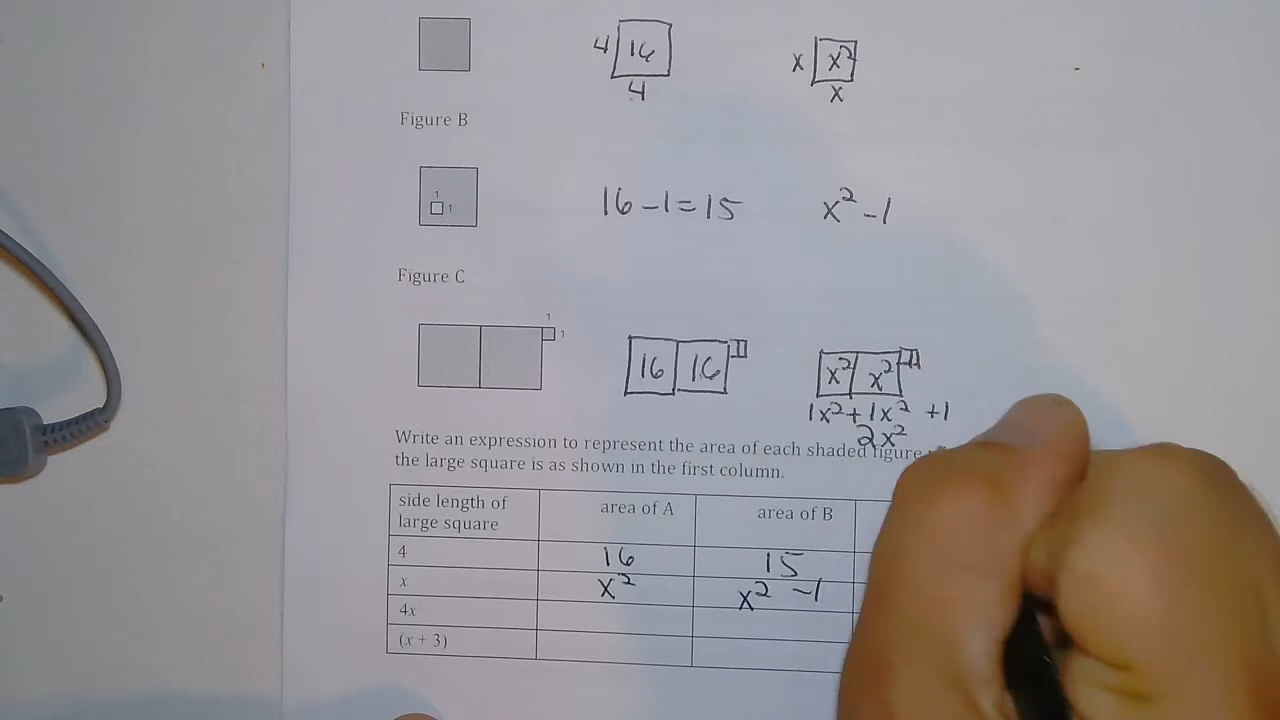 4 16 x x²
4 x
Figure B
1
1 16 - 1 = 15 x² - 1
Figure C
1
1
16 16 1 x² x² 1
1x² + 1x² + 1
2x²
Write an expression to represent the area of each shaded figure
the large square is as shown in the first column.
side length of large square area of A area of B
4 16 15
x x² x² - 1
4x
(x + 3)